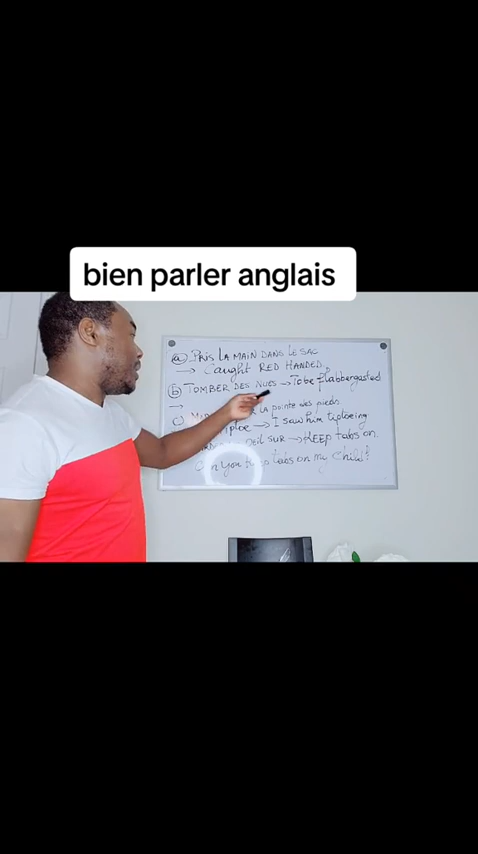 bien parler anglais
a) PRIS LA MAIN DANS LE SAC
→ Caught RED HANDED
b) TOMBER DES NUES → To be flabbergasted
→
c) LA pointe des pieds
→ I saw him tiptoeing
OEIL SUR → KEEP tabs on
you tabs on my child?